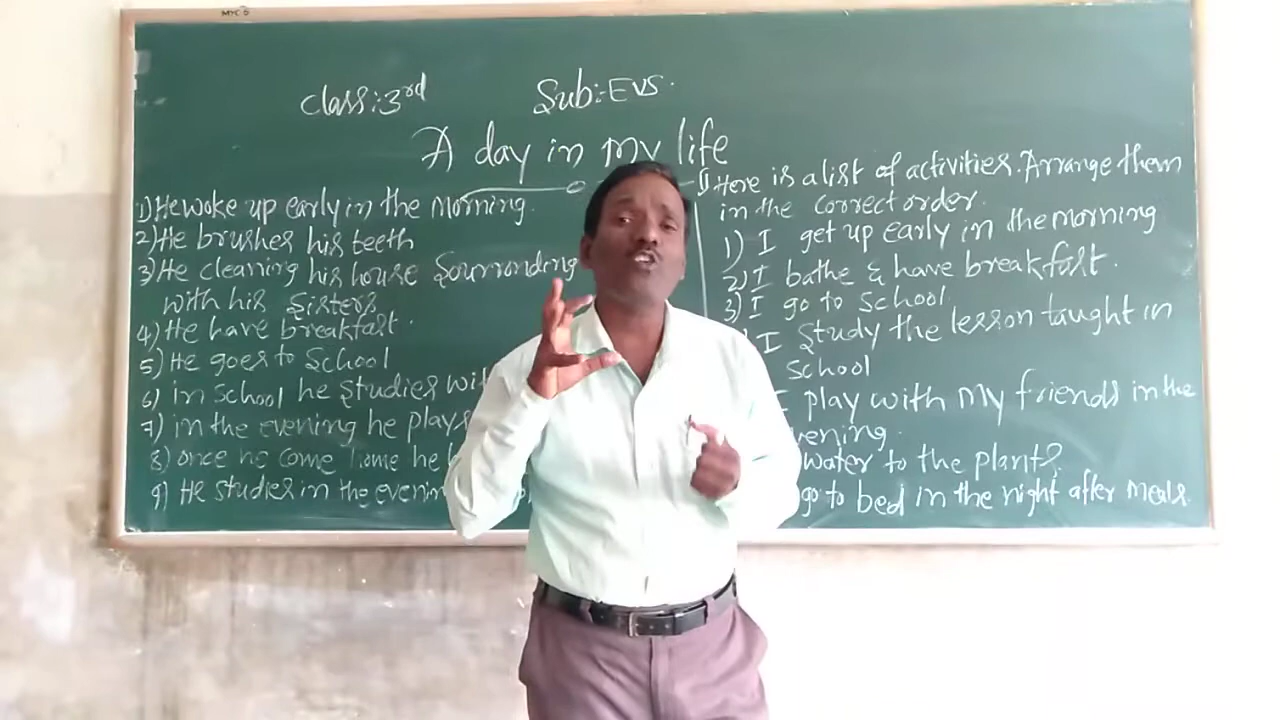 Class:3rd Sub:-EVS.
A day in my life
1) He woke up early in the Morning.
2) He brushes his teeth
3) He cleaning his house Sourronding
with his Sisters
4) He have breakfast.
5) He goes to School
6) in School he Studies
7) in the evening he plays
8) once he come home he
9) He studies in the
Here is a list of activities. Arrange them
in the correct order.
1) I get up early in the morning
2) I bathe & have breakfast.
3) I go to School.
I Study the lesson taught in
School
play with my friends in the
water to the plants.
go to bed in the night after meals.